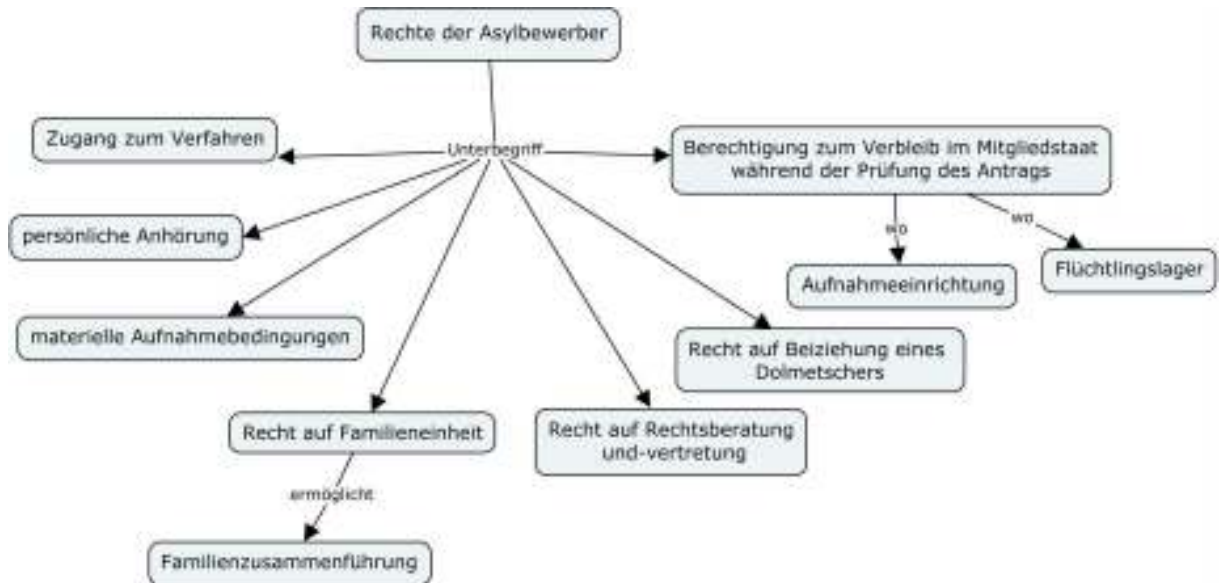 Rechte der Asylbewerber
Zugang zum Verfahren
Unterbegriff
Berechtigung zum Verbleib im Mitgliedstaat
während der Prüfung des Antrags
persönliche Anhörung
wo
wo
Aufnahmeeinrichtung
Flüchtlingslager
materielle Aufnahmebedingungen
Recht auf Beiziehung eines
Dolmetschers
Recht auf Familieneinheit
Recht auf Rechtsberatung
und-vertretung
ermöglicht
Familienzusammenführung